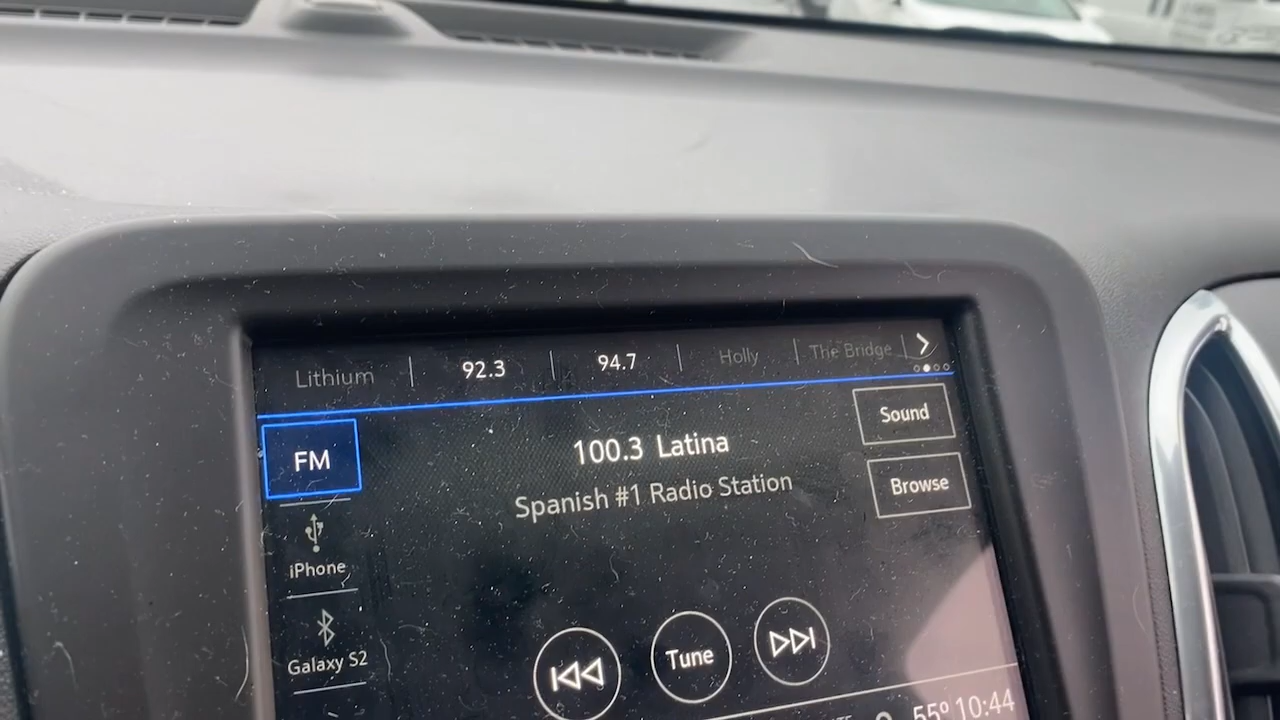 Lithium 92.3 94.7 Holly The Bridge
FM
100.3 Latina
Sound
Spanish #1 Radio Station
Browse
iPhone
Galaxy S2
Tune
55° 10:44